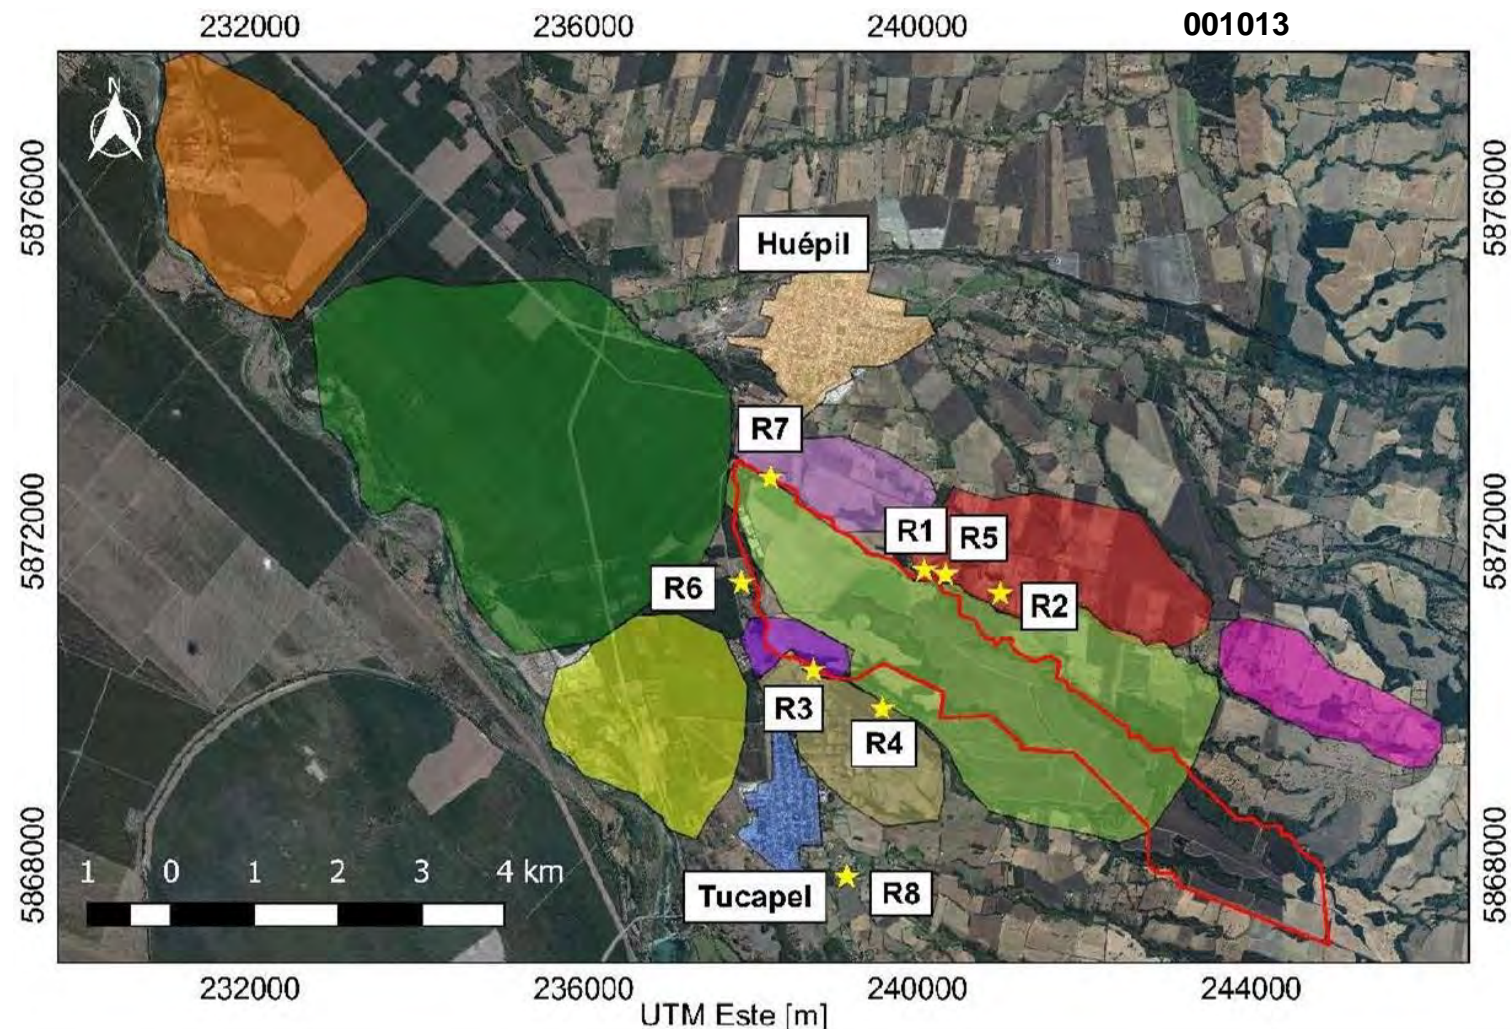 232000 236000 240000 001013
N
5876000 5876000
Huépil
R7
5872000 5872000
R1 R5
R6 R2
R3
R4
5868000 5868000
1 0 1 2 3 4 km
Tucapel R8
232000 236000 240000 244000
UTM Este [m]